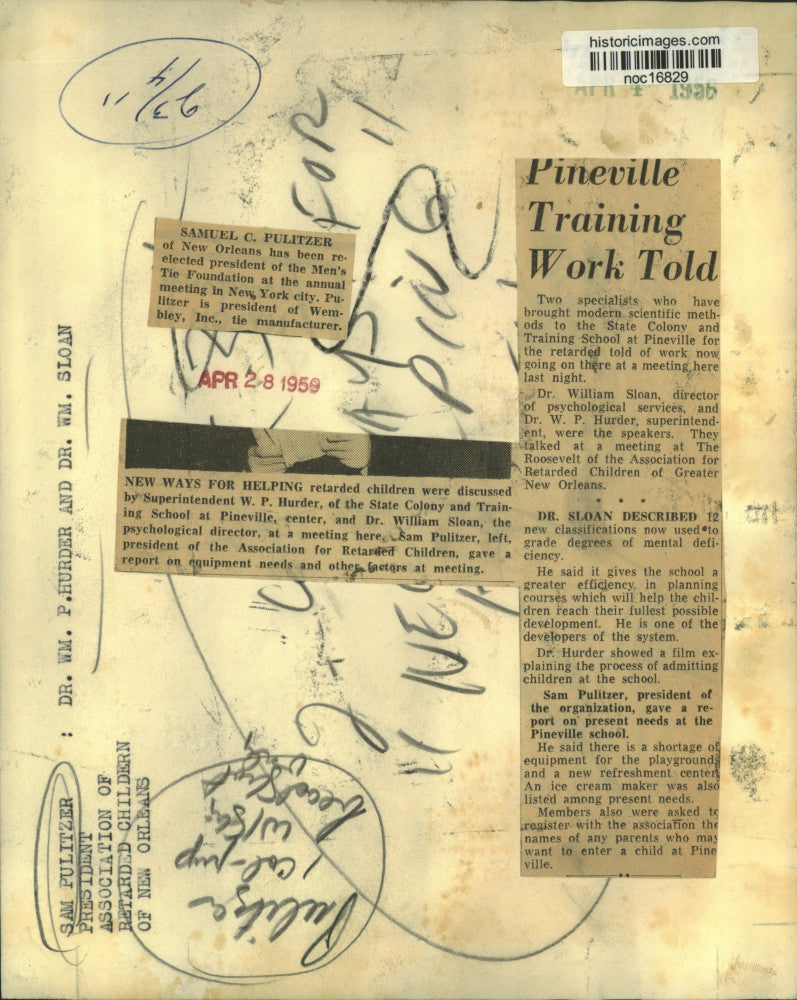 historicimages.com
noc16829
1956
93/4 11
FOR
SAMUEL C. PULITZER
of New Orleans has been re-
elected president of the Men's
Tie Foundation at the annual
meeting in New York city. Pu-
litzer is president of Wem-
bley, Inc., tie manufacturer.
APR 28 1959
NEW WAYS FOR HELPING retarded children were discussed
by Superintendent W. P. Hurder, of the State Colony and Train-
ing School at Pineville, center, and Dr. William Sloan, the
psychological director, at a meeting here. Sam Pulitzer, left,
president of the Association for Retarded Children, gave a
report on equipment needs and other factors at meeting.
Pineville
Training
Work Told
Two specialists who have
brought modern scientific meth-
ods to the State Colony and
Training School at Pineville for
the retarded told of work now
going on there at a meeting here
last night.
Dr. William Sloan, director
of psychological services, and
Dr. W. P. Hurder, superintend-
ent, were the speakers. They
talked at a meeting at The
Roosevelt of the Association for
Retarded Children of Greater
New Orleans.
* * *
DR. SLOAN DESCRIBED 12
new classifications now used to
grade degrees of mental defi-
ciency.
He said it gives the school a
greater efficiency in planning
courses which will help the chil-
dren reach their fullest possible
development. He is one of the
developers of the system.
Dr. Hurder showed a film ex-
plaining the process of admitting
children at the school.
Sam Pulitzer, president of
the organization, gave a re-
port on present needs at the
Pineville school.
He said there is a shortage of
equipment for the playground
and a new refreshment center.
An ice cream maker was also
listed among present needs.
Members also were asked to
register with the association the
names of any parents who may
want to enter a child at Pine
ville.
SAM PULITZER : DR. WM. P.HURDER AND DR. WM. SLOAN
PRESIDENT
ASSOCIATION OF
RETARDED CHILDERN
OF NEW ORLEANS
Pulitzer
1 Col-pup